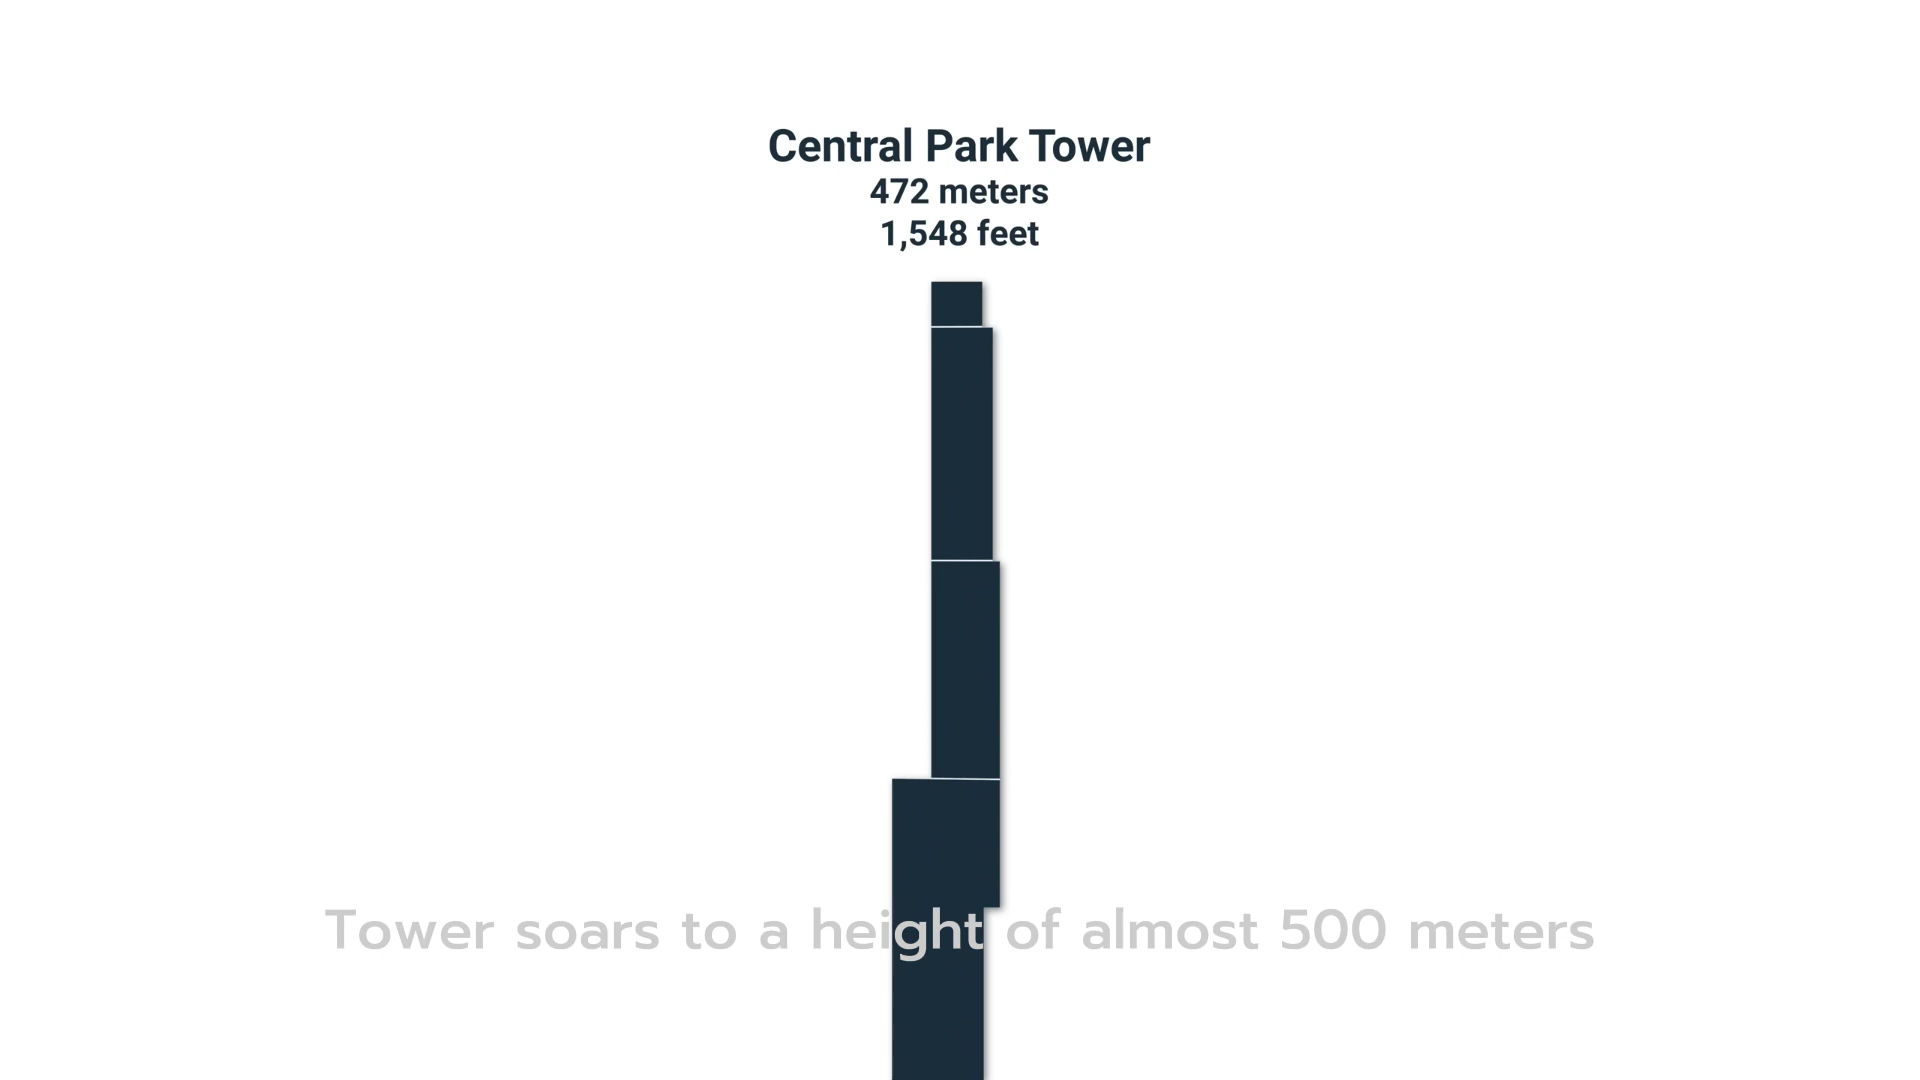 Central Park Tower
472 meters
1,548 feet
Tower soars to a height of almost 500 meters